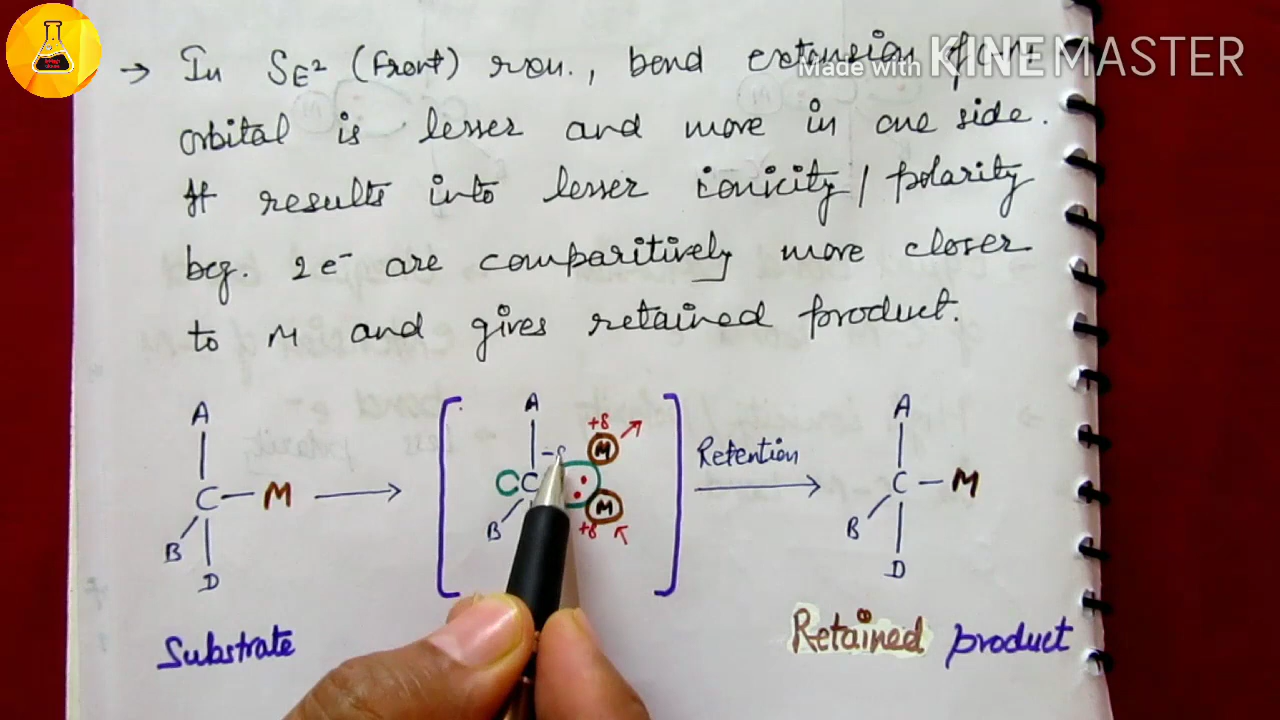 Made with KINEMASTER
→ In SE² (Front) rxn., bond extension of C-M
orbital is lesser and more in one side.
It results into lesser ionicity / polarity
bcz. 2e⁻ are comparitively more closer
to M and gives retained product.
A A A
+δ M
C — M → C C : M Retention → C — M
B B +δ B
D D
Substrate Retained product